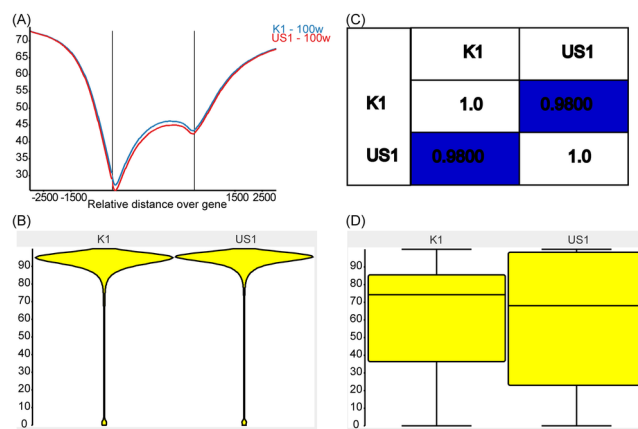 (A)
K1 - 100w
US1 - 100w
70
65
60
55
50
45
40
35
30
-2500 -1500 1500 2500
Relative distance over gene
(C)
K1 US1
K1 1.0 0.9800
US1 0.9800 1.0
(B)
K1 US1
90
80
70
60
50
40
30
20
10
0
(D)
K1 US1
90
80
70
60
50
40
30
20
10
0